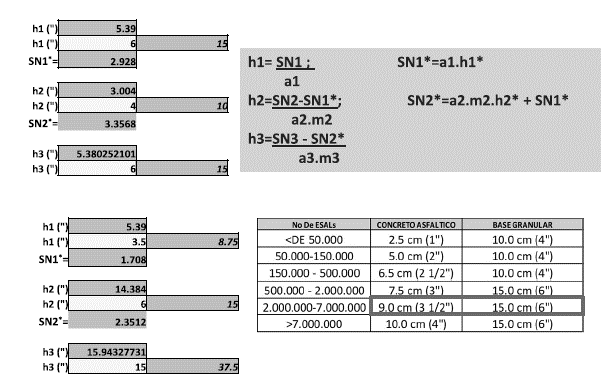 h1 (") 5.39
h1 (") 6 15
SN1*= 2.928
h2 (") 3.004
h2 (") 4 10
SN2*= 3.3568
h3 (") 5.380252101
h3 (") 6 15
h1= SN1 ; SN1*=a1.h1*
a1
h2=SN2-SN1*; SN2*=a2.m2.h2* + SN1*
a2.m2
h3=SN3 - SN2*
a3.m3
h1 (") 5.39
h1 (") 3.5 8.75
SN1*= 1.708
h2 (") 14.384
h2 (") 6 15
SN2*= 2.3512
h3 (") 15.94327731
h3 (") 15 37.5
No De ESALs CONCRETO ASFALTICO BASE GRANULAR
<DE 50.000 2.5 cm (1") 10.0 cm (4")
50.000-150.000 5.0 cm (2") 10.0 cm (4")
150.000 - 500.000 6.5 cm (2 1/2") 10.0 cm (4")
500.000 - 2.000.000 7.5 cm (3") 15.0 cm (6")
2.000.000-7.000.000 9.0 cm (3 1/2") 15.0 cm (6")
>7.000.000 10.0 cm (4") 15.0 cm (6")